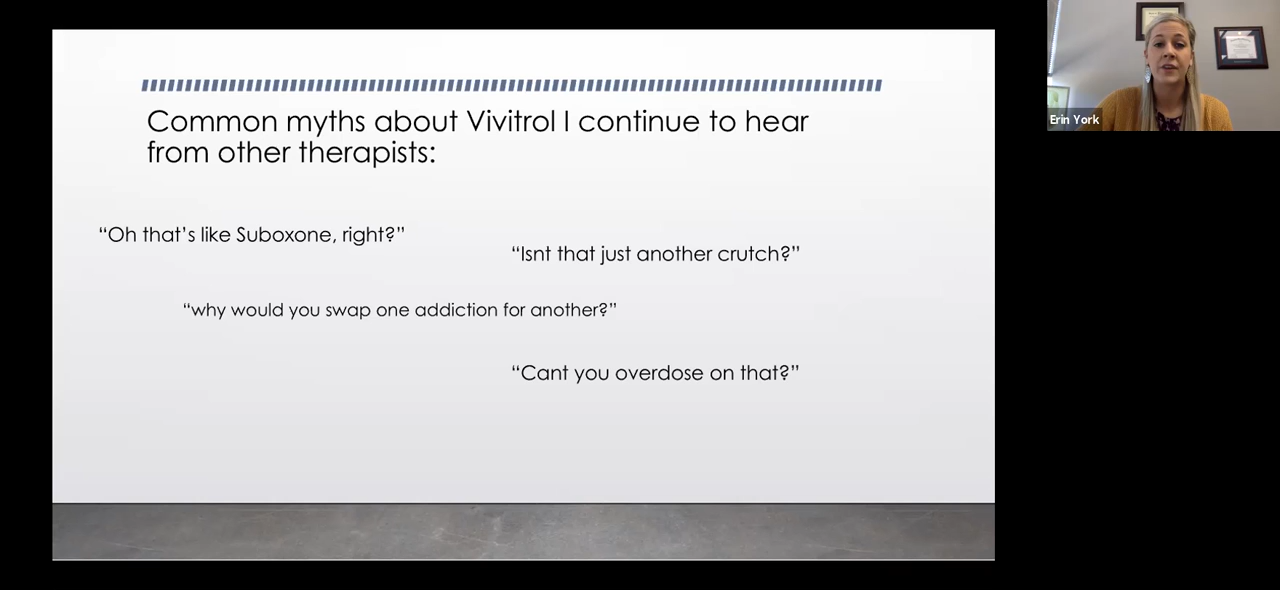 Common myths about Vivitrol I continue to hear
from other therapists:
“Oh that’s like Suboxone, right?”
“Isnt that just another crutch?”
“why would you swap one addiction for another?”
“Cant you overdose on that?”
Erin York